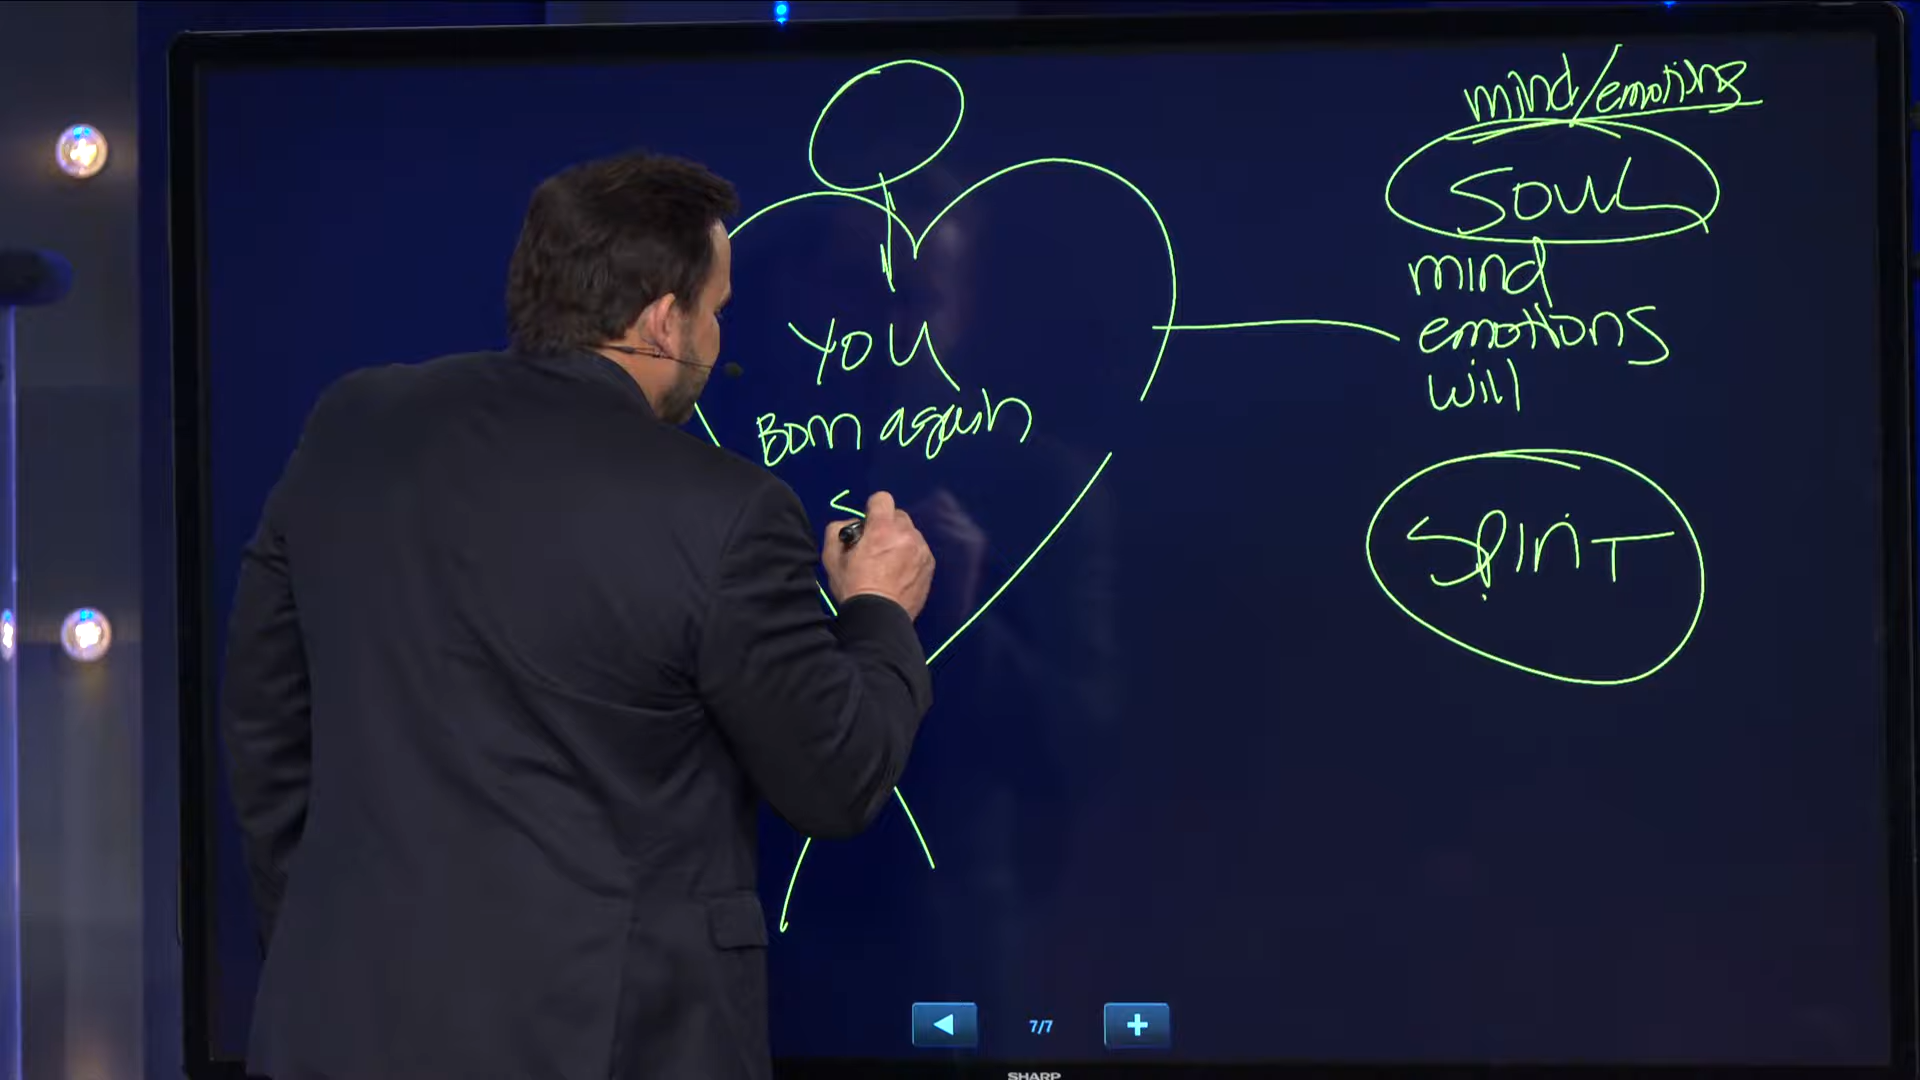 YOU
Born again
S
mind/emotions
SOUL
mind
emotions
will
SPIRIT
7/7
SHARP